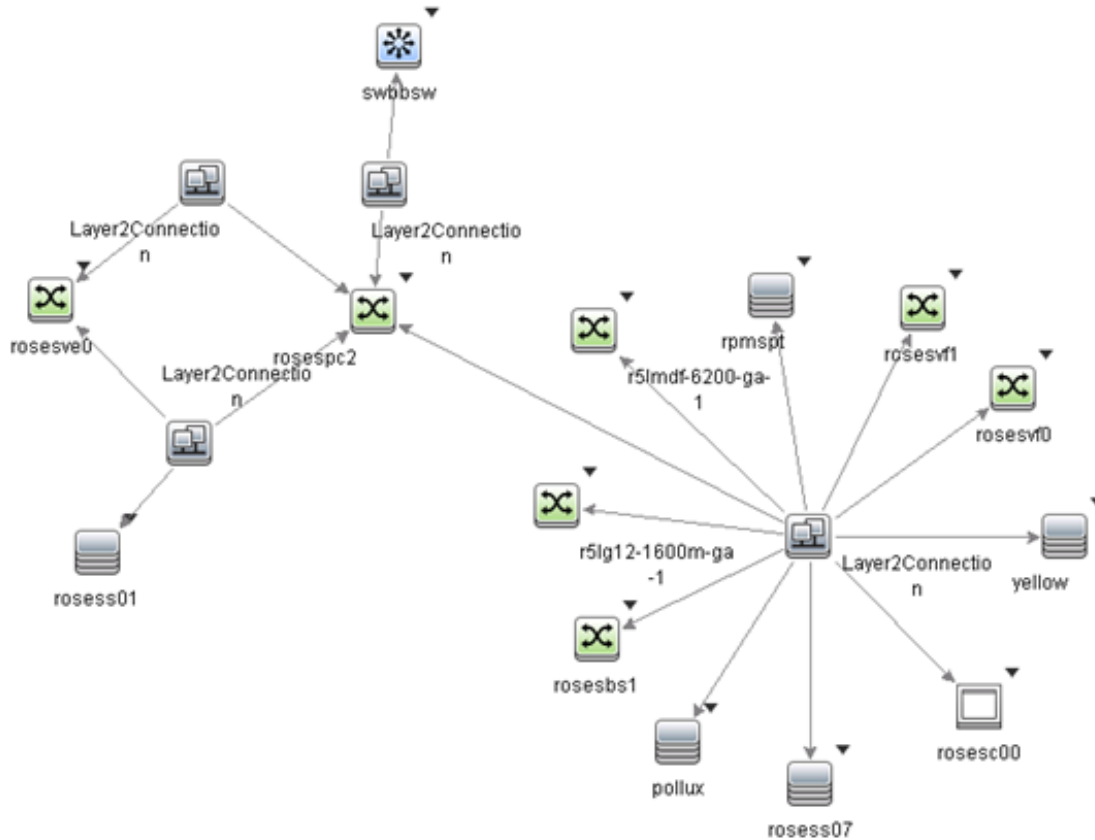 swbbsw
Layer2Connectio
n
Layer2Connectio
n
rosesve0
rosespc2
Layer2Connectio
n
rosess01
rpmspt
rosesvf1
r5lmdf-6200-ga-
1
rosesvf0
r5lg12-1600m-ga
-1
Layer2Connectio
n
yellow
rosesbs1
rosesc00
pollux
rosess07